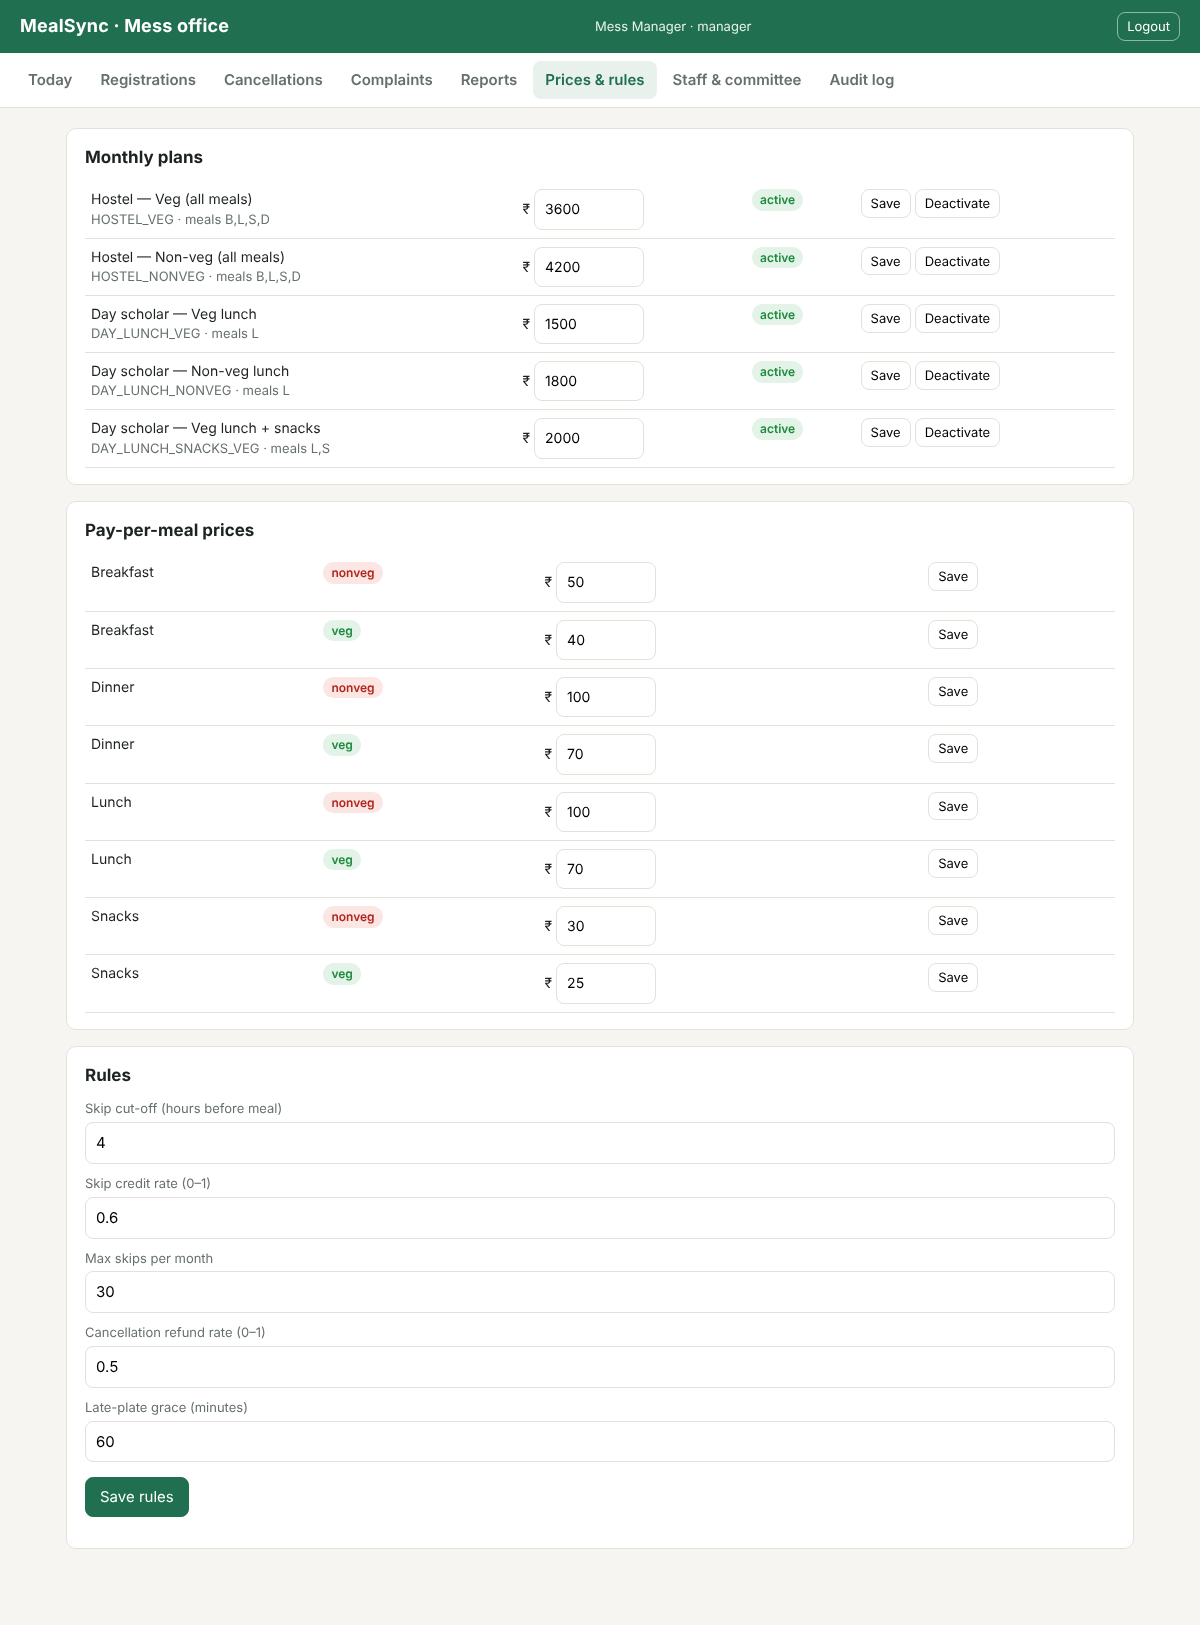 MealSync · Mess office
Mess Manager · manager
Logout
Today
Registrations
Cancellations
Complaints
Reports
Prices & rules
Staff & committee
Audit log
Monthly plans
Hostel — Veg (all meals)
HOSTEL_VEG · meals B,L,S,D
₹ 3600
active
Save
Deactivate
Hostel — Non-veg (all meals)
HOSTEL_NONVEG · meals B,L,S,D
₹ 4200
active
Save
Deactivate
Day scholar — Veg lunch
DAY_LUNCH_VEG · meals L
₹ 1500
active
Save
Deactivate
Day scholar — Non-veg lunch
DAY_LUNCH_NONVEG · meals L
₹ 1800
active
Save
Deactivate
Day scholar — Veg lunch + snacks
DAY_LUNCH_SNACKS_VEG · meals L,S
₹ 2000
active
Save
Deactivate
Pay-per-meal prices
Breakfast nonveg ₹ 50 Save
Breakfast veg ₹ 40 Save
Dinner nonveg ₹ 100 Save
Dinner veg ₹ 70 Save
Lunch nonveg ₹ 100 Save
Lunch veg ₹ 70 Save
Snacks nonveg ₹ 30 Save
Snacks veg ₹ 25 Save
Rules
Skip cut-off (hours before meal)
4
Skip credit rate (0–1)
0.6
Max skips per month
30
Cancellation refund rate (0–1)
0.5
Late-plate grace (minutes)
60
Save rules